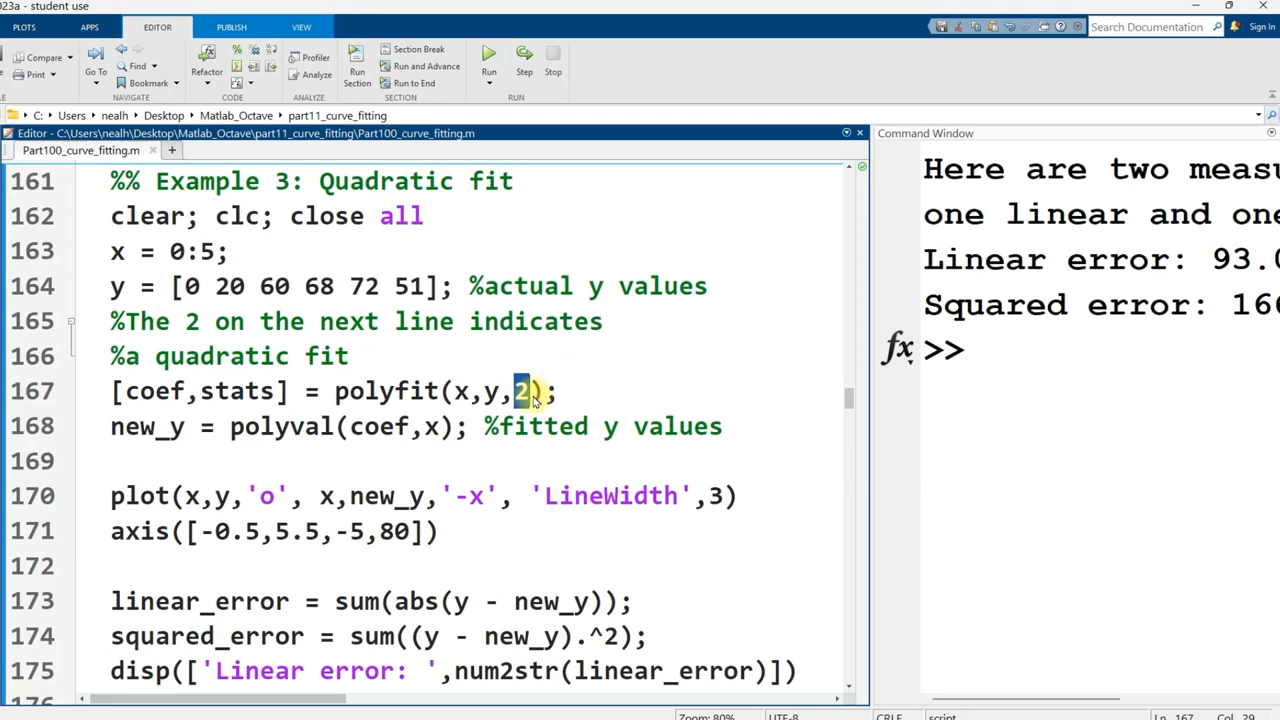 023a - student use
PLOTS APPS EDITOR PUBLISH VIEW Search Documentation Sign In
Compare Print Go To Find Bookmark Refactor Profiler Analyze Run Section Section Break Run and Advance Run to End Run Step Stop
NAVIGATE CODE ANALYZE SECTION RUN
C: Users nealh Desktop Matlab_Octave part11_curve_fitting
Editor - C:\Users\nealh\Desktop\Matlab_Octave\part11_curve_fitting\Part100_curve_fitting.m
Part100_curve_fitting.m × +
161 %% Example 3: Quadratic fit
162 clear; clc; close all
163 x = 0:5;
164 y = [0 20 60 68 72 51]; %actual y values
165 %The 2 on the next line indicates
166 %a quadratic fit
167 [coef,stats] = polyfit(x,y,2);
168 new_y = polyval(coef,x); %fitted y values
169
170 plot(x,y,'o', x,new_y,'-x', 'LineWidth',3)
171 axis([-0.5,5.5,-5,80])
172
173 linear_error = sum(abs(y - new_y));
174 squared_error = sum((y - new_y).^2);
175 disp(['Linear error: ',num2str(linear_error)])
Command Window
Here are two measu
one linear and one
Linear error: 93.0
Squared error: 166
fx >>
Zoom: 80% UTF-8 CRLF script Ln 167 Col 29